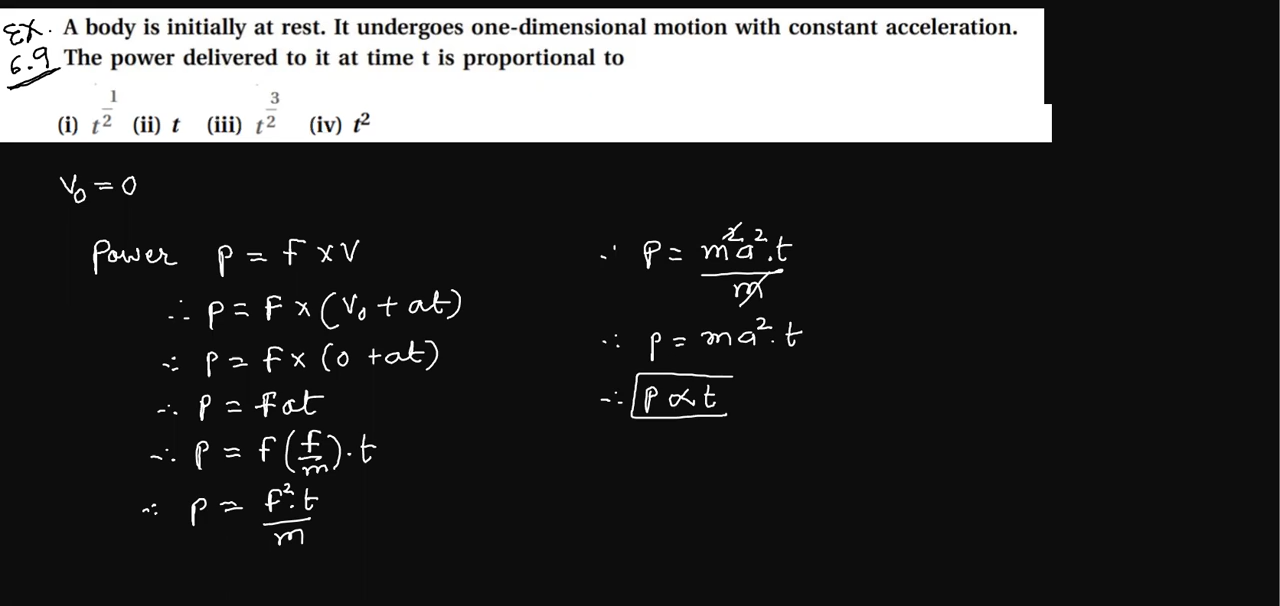 Ex. A body is initially at rest. It undergoes one-dimensional motion with constant acceleration.
6.9 The power delivered to it at time t is proportional to
(i) t^(1/2) (ii) t (iii) t^(3/2) (iv) t²
V₀ = 0
Power P = F × V
∴ P = F × (V₀ + at)
∴ P = F × (0 + at)
∴ P = Fat
∴ P = F(F/m)·t
∴ P = F²·t/m
∴ P = m²a²·t/m
∴ P = ma²·t
∴ P ∝ t